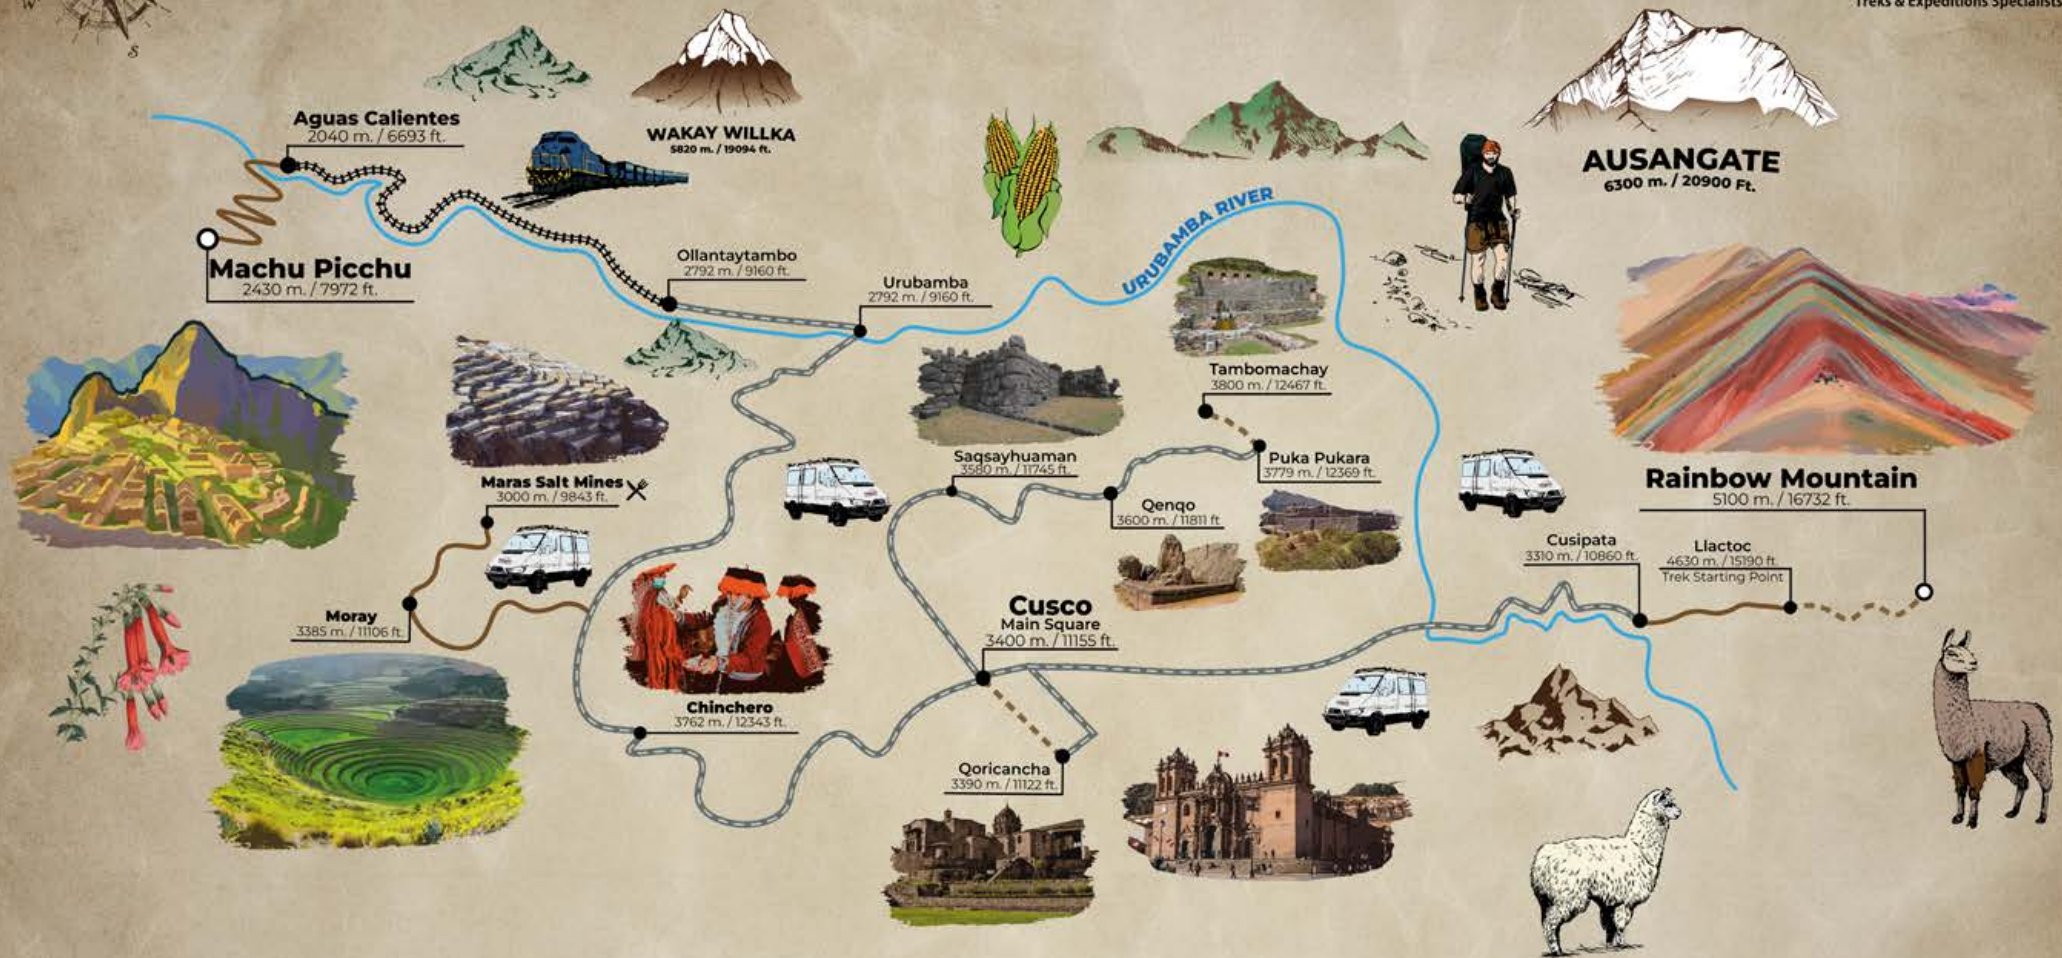 S
Treks & Expeditions Specialists
Aguas Calientes
2040 m. / 6693 ft.
WAKAY WILLKA
5820 m. / 19094 ft.
AUSANGATE
6300 m. / 20900 Ft.
URUBAMBA RIVER
Machu Picchu
2430 m. / 7972 ft.
Ollantaytambo
2792 m. / 9160 ft.
Urubamba
2792 m. / 9160 ft.
Tambomachay
3800 m. / 12467 ft.
Saqsayhuaman
3580 m. / 11745 ft.
Puka Pukara
3779 m. / 12369 ft.
Maras Salt Mines
3000 m. / 9843 ft.
Qenqo
3600 m. / 11811 ft
Rainbow Mountain
5100 m. / 16732 ft.
Cusipata
3310 m. / 10860 ft.
Llactoc
4630 m. / 15190 ft.
Trek Starting Point
Moray
3385 m. / 11106 ft.
Cusco
Main Square
3400 m. / 11155 ft.
Chinchero
3762 m. / 12343 ft.
Qoricancha
3390 m. / 11122 ft.